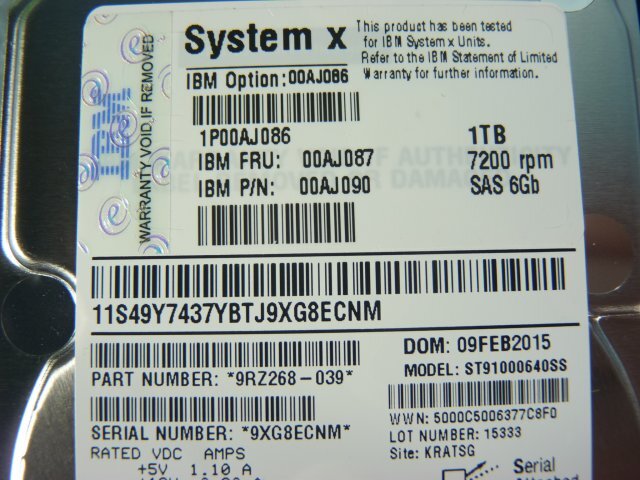 System x
This product has been tested
for IBM System x Units.
Refer to the IBM Statement of Limited
Warranty for further information.
IBM Option:00AJ086
1P00AJ086
IBM FRU: 00AJ087
IBM P/N: 00AJ090
1TB
7200 rpm
SAS 6Gb
IBM
WARRANTY VOID IF REMOVED
11S49Y7437YBTJ9XG8ECNM
DOM: 09FEB2015
PART NUMBER: *9RZ268-039*
MODEL: ST91000640SS
WWN: 5000C5006377C8F0
SERIAL NUMBER: *9XG8ECNM*
LOT NUMBER: 15333
RATED VDC AMPS
Site: KRATSG
+5V 1.10 A
Serial